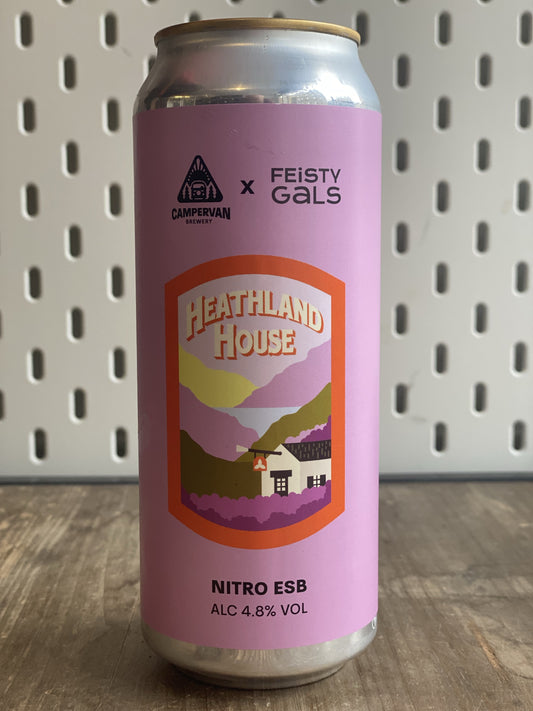 CAMPERVAN
BREWERY
X
FEiSTY
GaLS
HEATHLAND
HOUSE
NITRO ESB
ALC 4.8% VOL